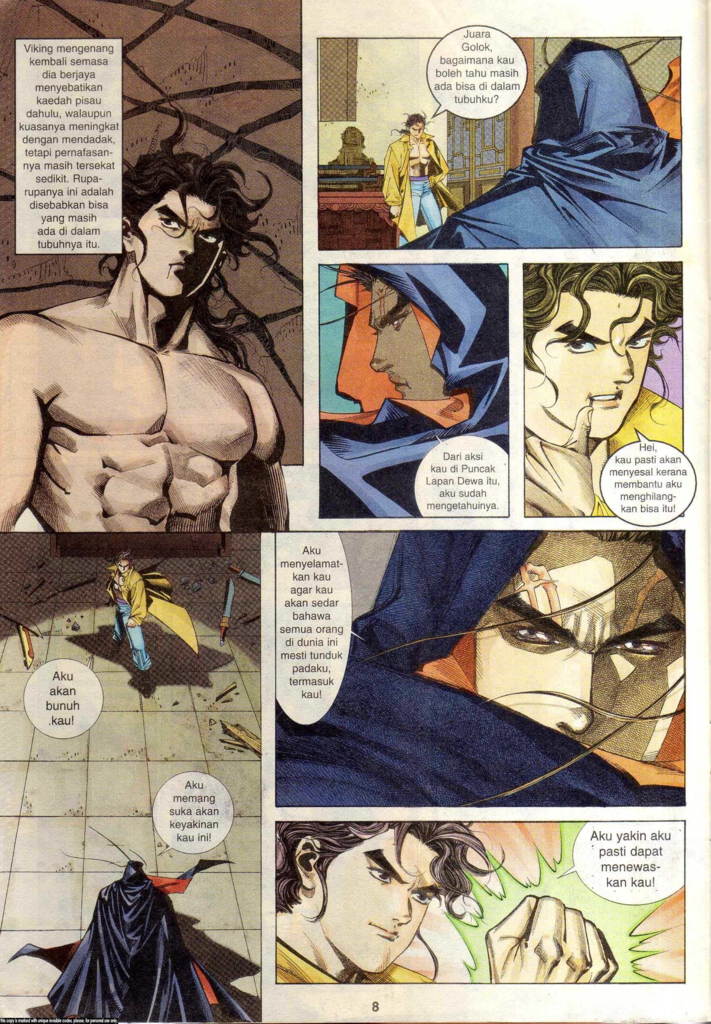 Viking mengenang
kembali semasa
dia berjaya
menyebatikan
kaedah pisau
dahulu, walaupun
kuasanya meningkat
dengan mendadak,
tetapi pernafasan-
nya masih tersekat
sedikit. Rupa-
rupanya ini adalah
disebabkan bisa
yang masih
ada di dalam
tubuhnya itu.
Juara
Golok,
bagaimana kau
boleh tahu masih
ada bisa di dalam
tubuhku?
Dari aksi
kau di Puncak
Lapan Dewa itu,
aku sudah
mengetahuinya.
Hei,
kau pasti akan
menyesal kerana
membantu aku
menghilang-
kan bisa itu!
Aku
akan
bunuh
kau!
Aku
memang
suka akan
keyakinan
kau ini!
Aku
menyelamat-
kan kau
agar kau
akan sedar
bahawa
semua orang
di dunia ini
mesti tunduk
padaku,
termasuk
kau!
Aku yakin aku
pasti dapat
menewas-
kan kau!
8